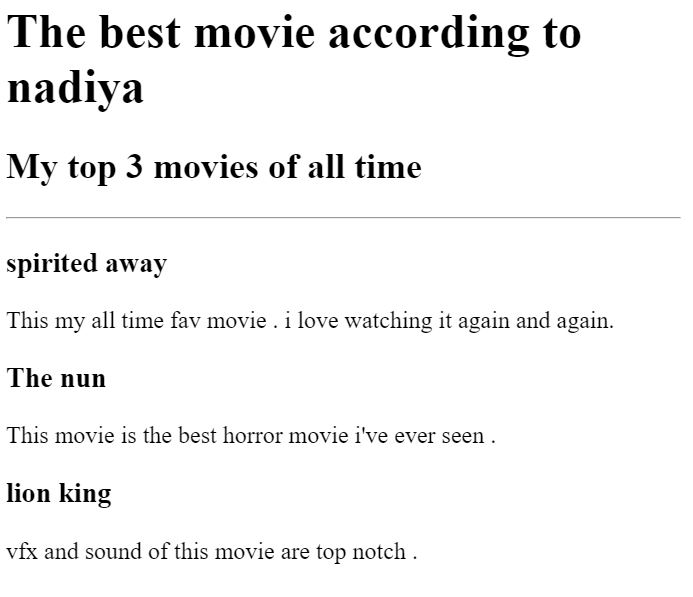 The best movie according to
nadiya
My top 3 movies of all time
spirited away
This my all time fav movie . i love watching it again and again.
The nun
This movie is the best horror movie i've ever seen .
lion king
vfx and sound of this movie are top notch .